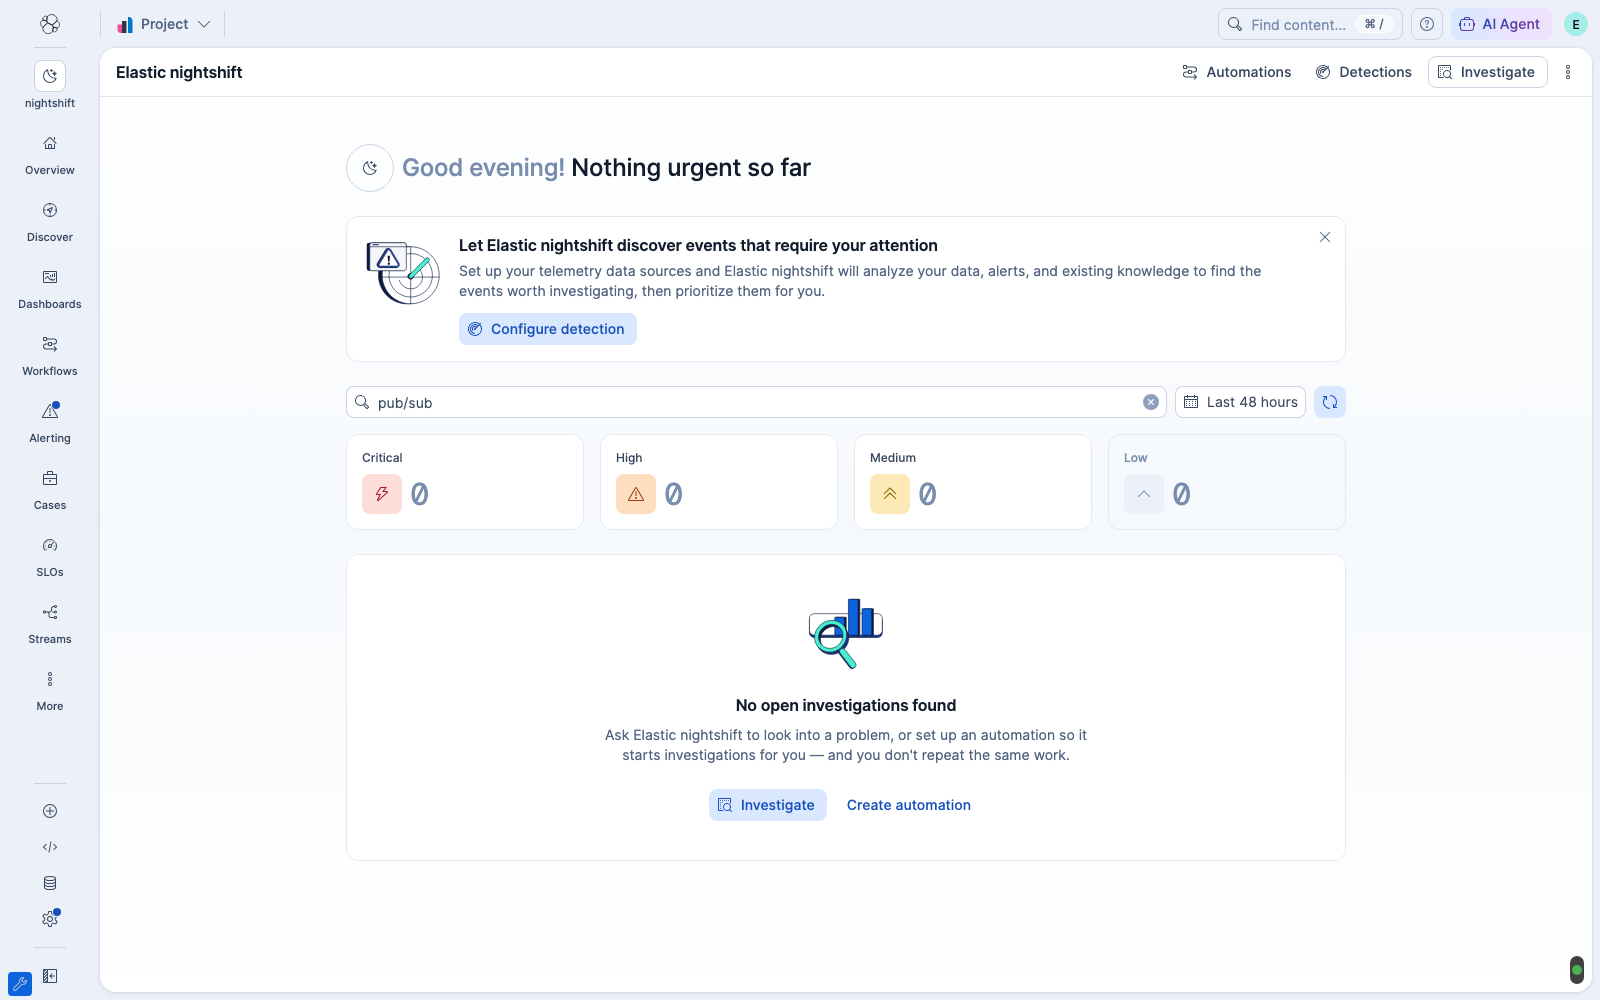 Project
Find content...
⌘ /
AI Agent
E
Elastic nightshift
Automations
Detections
Investigate
nightshift
Overview
Discover
Dashboards
Workflows
Alerting
Cases
SLOs
Streams
More
Good evening! Nothing urgent so far
Let Elastic nightshift discover events that require your attention
Set up your telemetry data sources and Elastic nightshift will analyze your data, alerts, and existing knowledge to find the
events worth investigating, then prioritize them for you.
Configure detection
pub/sub
Last 48 hours
Critical
0
High
0
Medium
0
Low
0
No open investigations found
Ask Elastic nightshift to look into a problem, or set up an automation so it
starts investigations for you — and you don't repeat the same work.
Investigate
Create automation